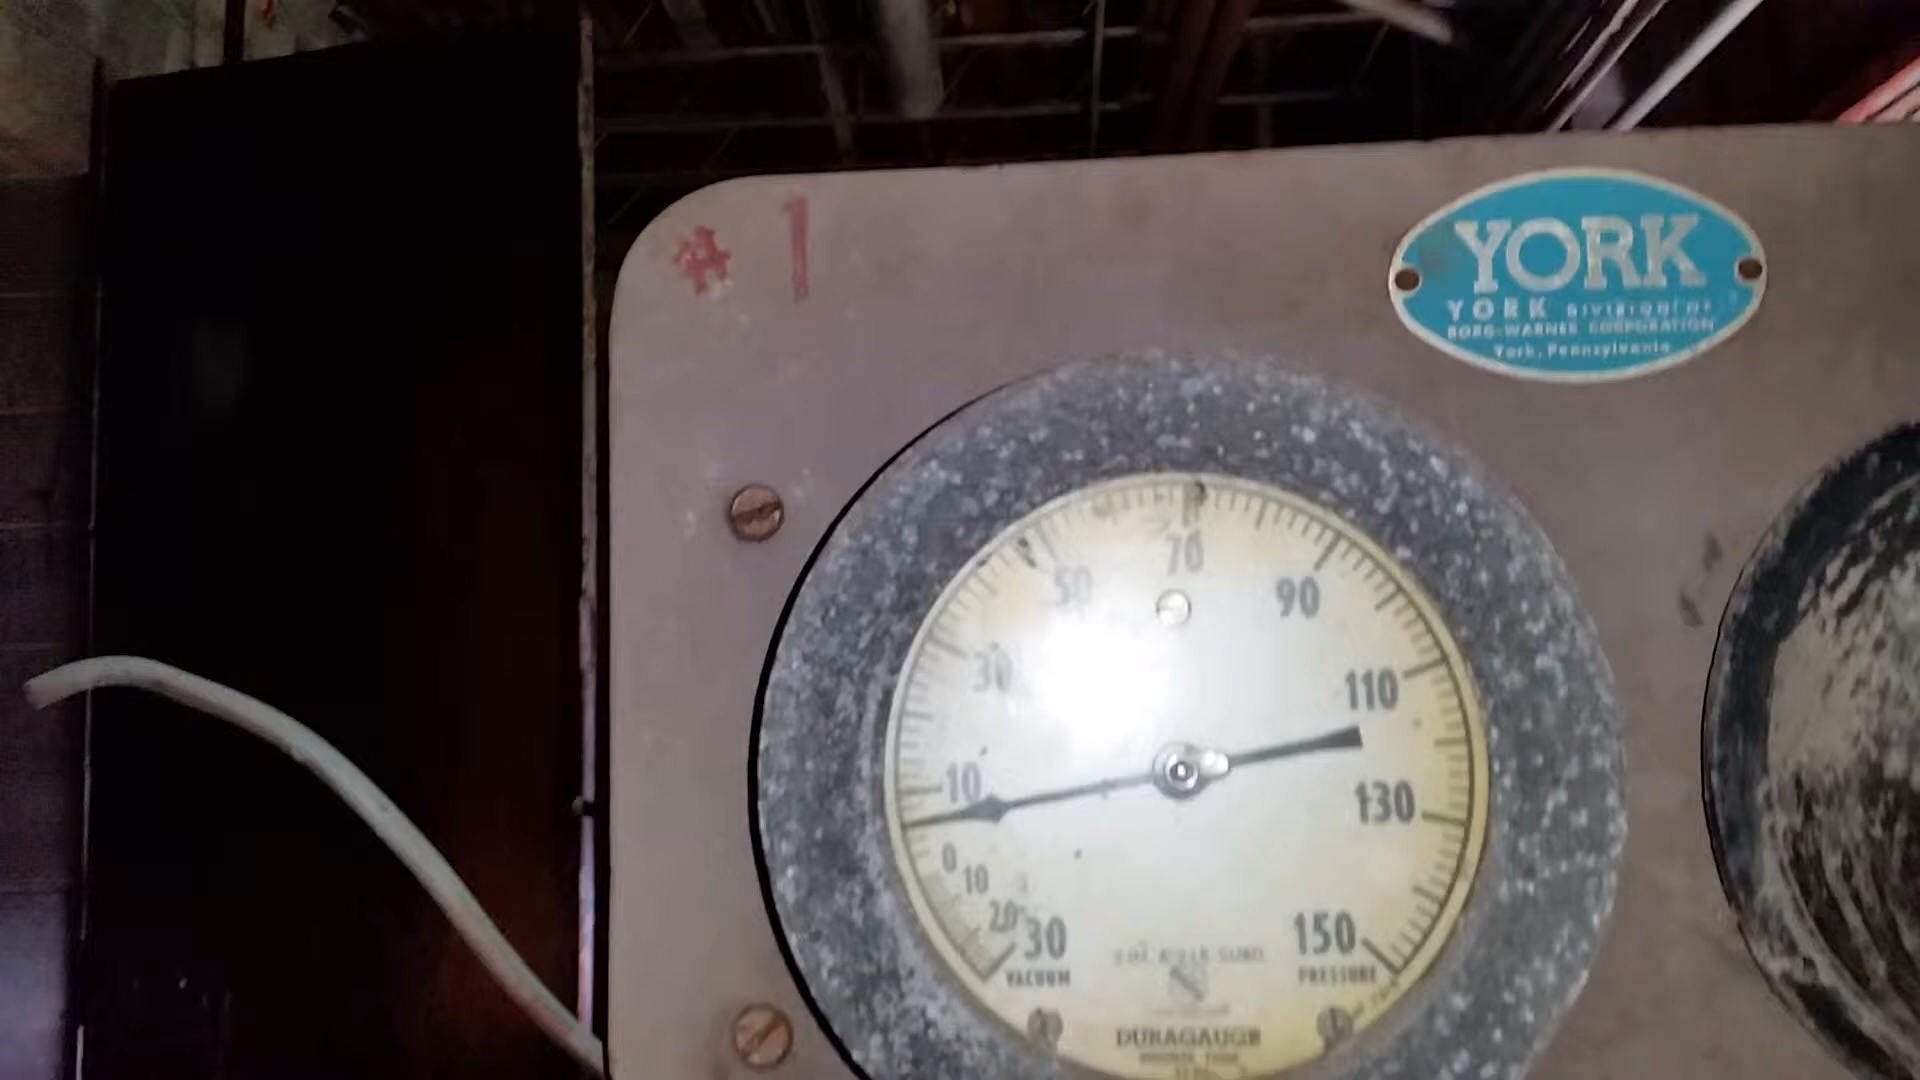 # 1
YORK
YORK DIVISION OF
BORG-WARNER CORPORATION
York, Pennsylvania
70
50
90
30
110
10
130
0
10
20
30
150
VACUUM
PRESSURE
DURAGAUGE